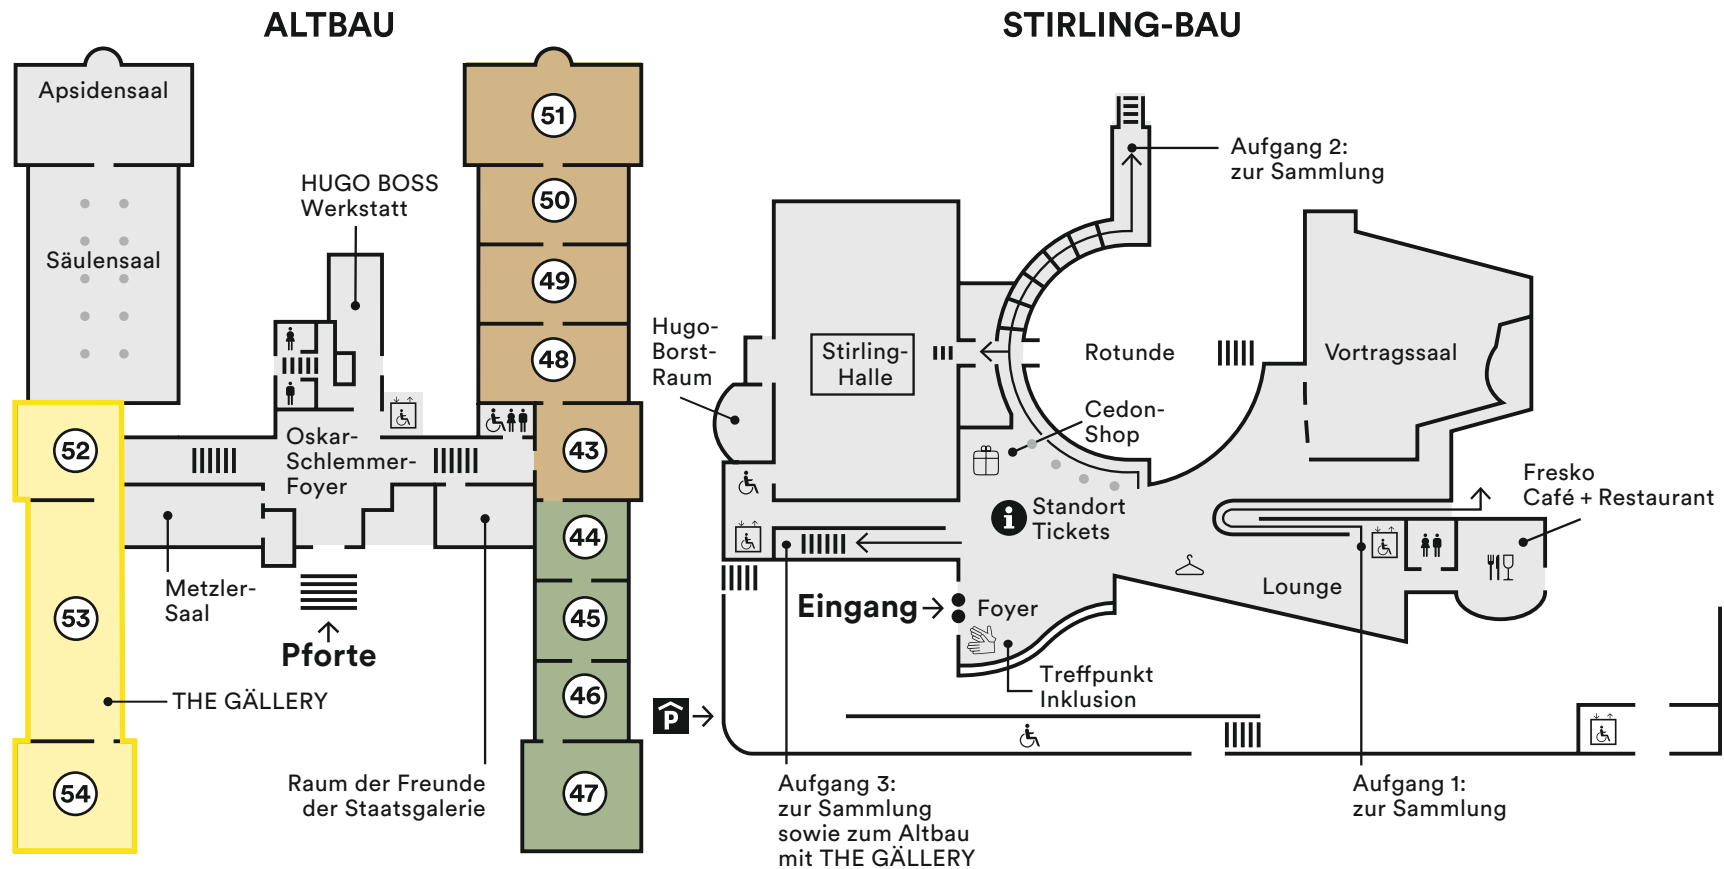 ALTBAU
STIRLING-BAU
Apsidensaal
51
HUGO BOSS
Werkstatt
50
Säulensaal
49
48
52
Oskar-
Schlemmer-
Foyer
43
44
Metzler-
Saal
53
45
Pforte
46
THE GÄLLERY
54
Raum der Freunde
der Staatsgalerie
47
Aufgang 2:
zur Sammlung
Hugo-
Borst-
Raum
Stirling-
Halle
Rotunde
Vortragssaal
Cedon-
Shop
Fresko
Café + Restaurant
i
Standort
Tickets
Lounge
Eingang
Foyer
Treffpunkt
Inklusion
P
Aufgang 3:
zur Sammlung
sowie zum Altbau
mit THE GÄLLERY
Aufgang 1:
zur Sammlung